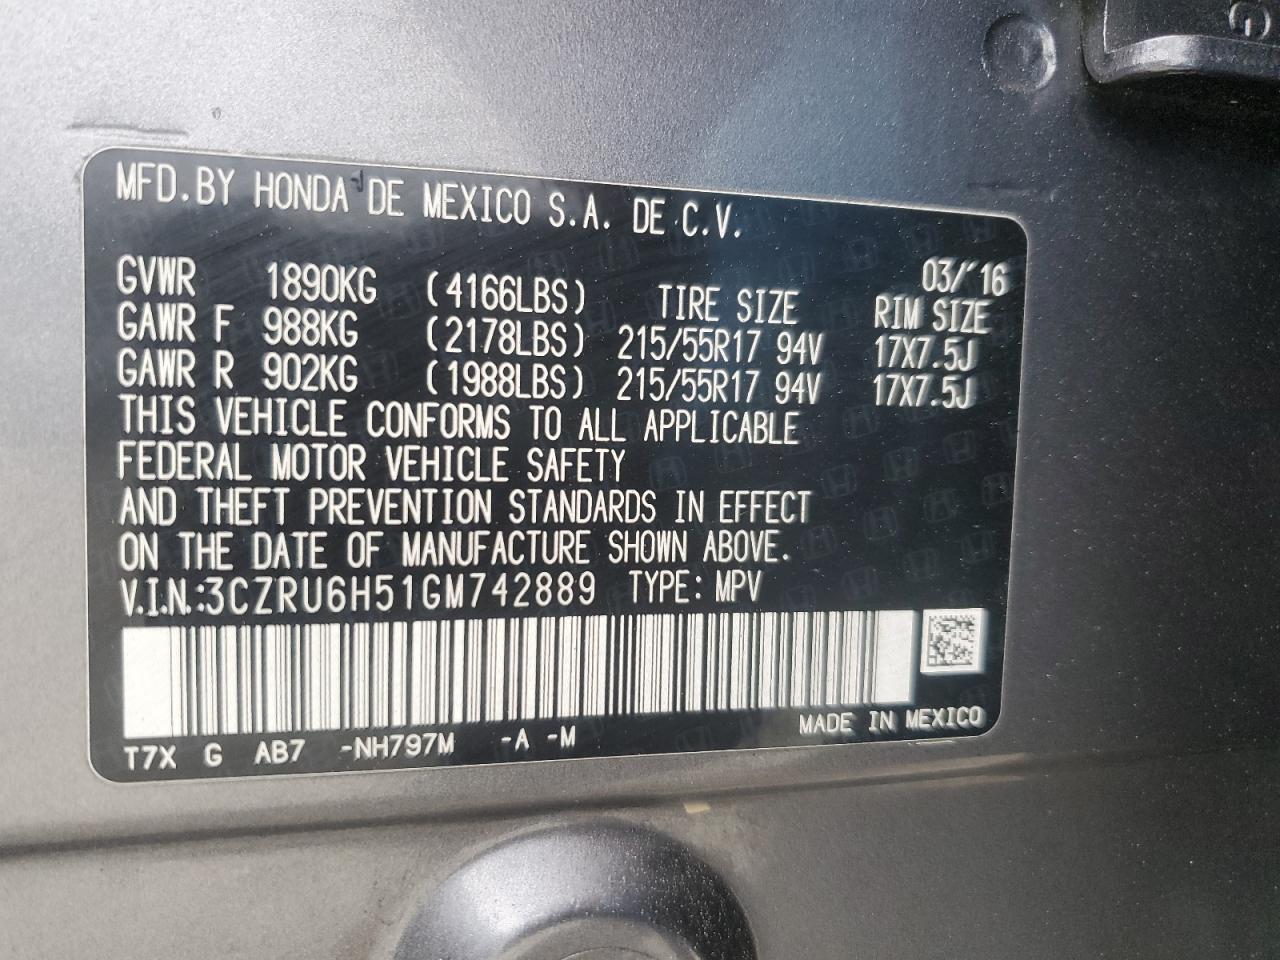 MFD.BY HONDA DE MEXICO S.A. DE C.V.
03/'16
GVWR 1890KG (4166LBS) TIRE SIZE RIM SIZE
GAWR F 988KG (2178LBS) 215/55R17 94V 17X7.5J
GAWR R 902KG (1988LBS) 215/55R17 94V 17X7.5J
THIS VEHICLE CONFORMS TO ALL APPLICABLE
FEDERAL MOTOR VEHICLE SAFETY
AND THEFT PREVENTION STANDARDS IN EFFECT
ON THE DATE OF MANUFACTURE SHOWN ABOVE.
V.I.N.:3CZRU6H51GM742889 TYPE: MPV
MADE IN MEXICO
T7X G AB7 -NH797M -A -M